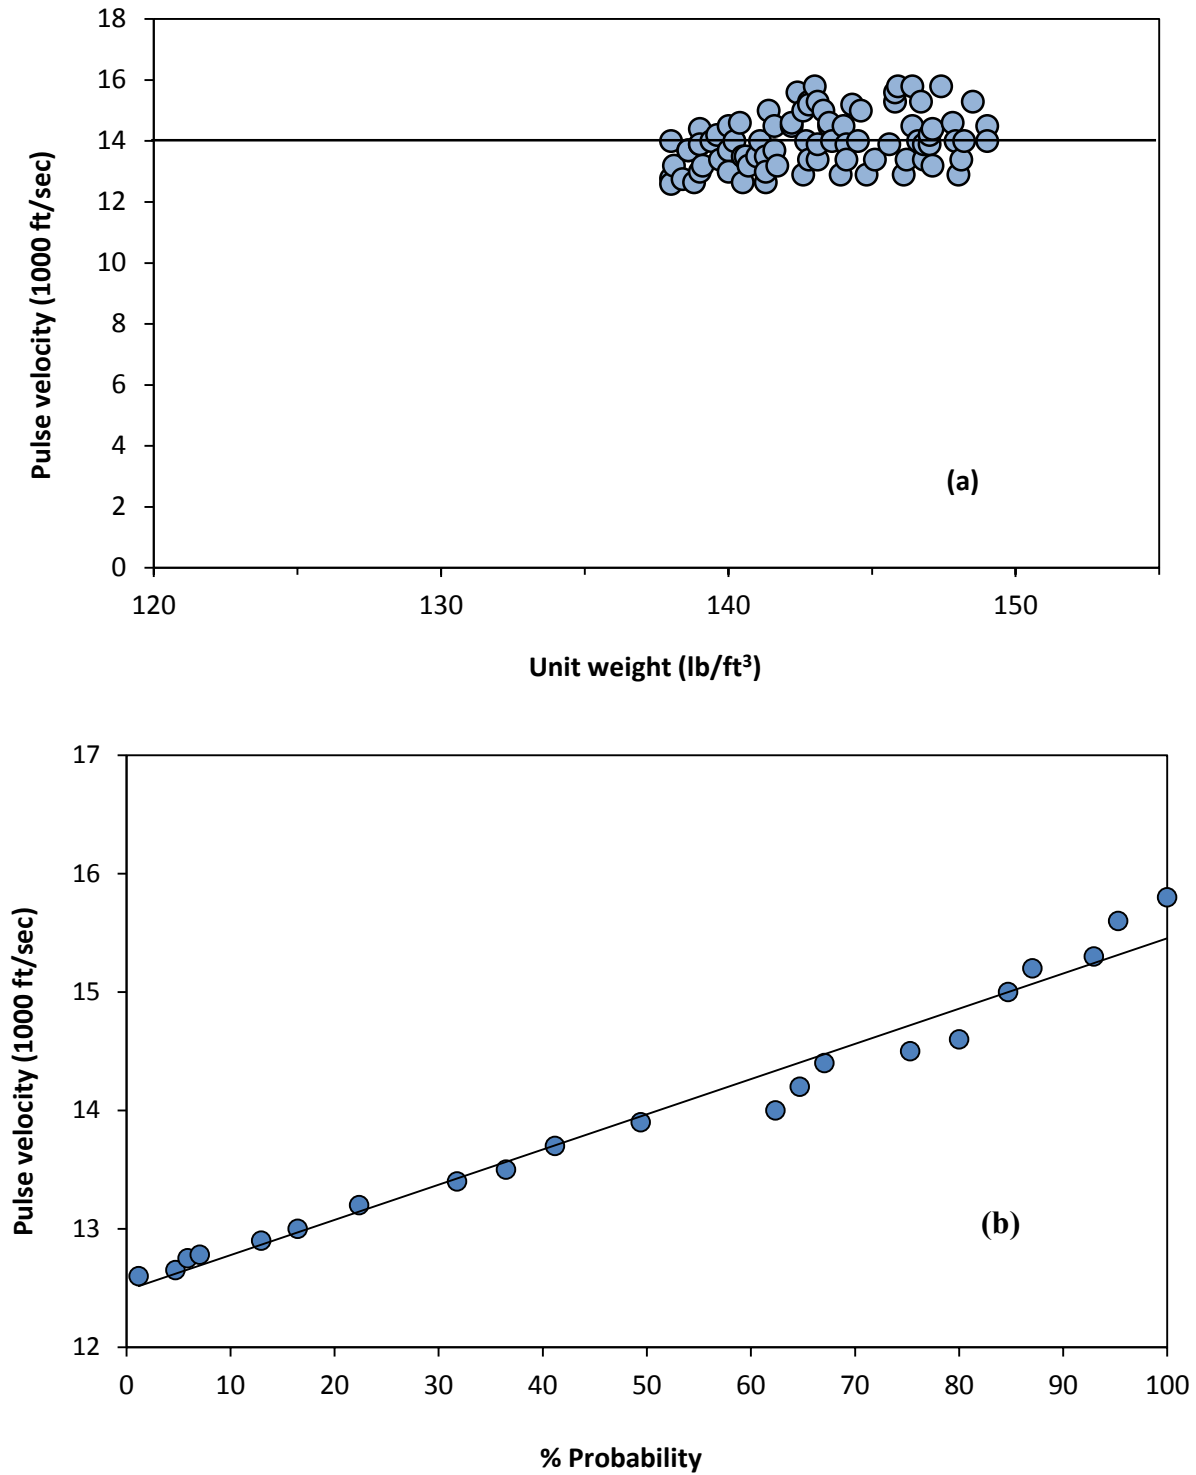 18
16
14
12
10
8
6
4
2
0
Pulse velocity (1000 ft/sec)
(a)
120 130 140 150
Unit weight (lb/ft³)
17
16
15
14
13
12
Pulse velocity (1000 ft/sec)
(b)
0 10 20 30 40 50 60 70 80 90 100
% Probability